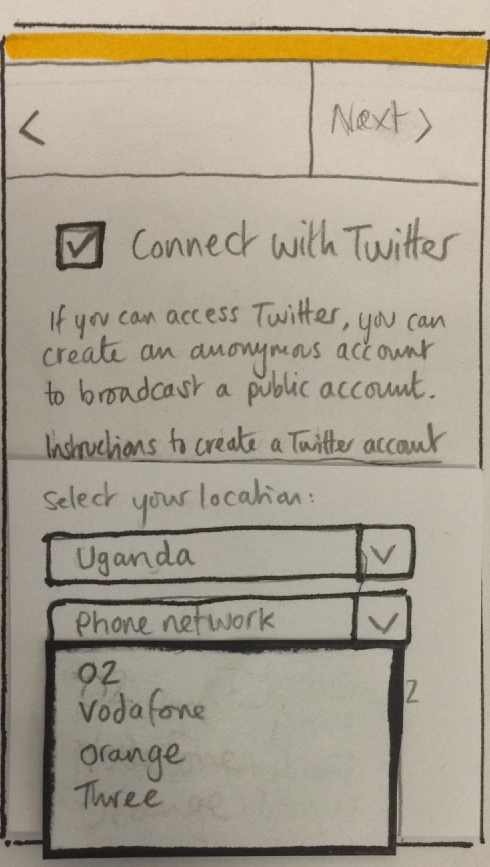 < Next >
Connect with Twitter
If you can access Twitter, you can
create an anonymous account
to broadcast a public account.
Instructions to create a Twitter account
Select your location:
Uganda
Phone network
O2
Vodafone
Orange
Three
2